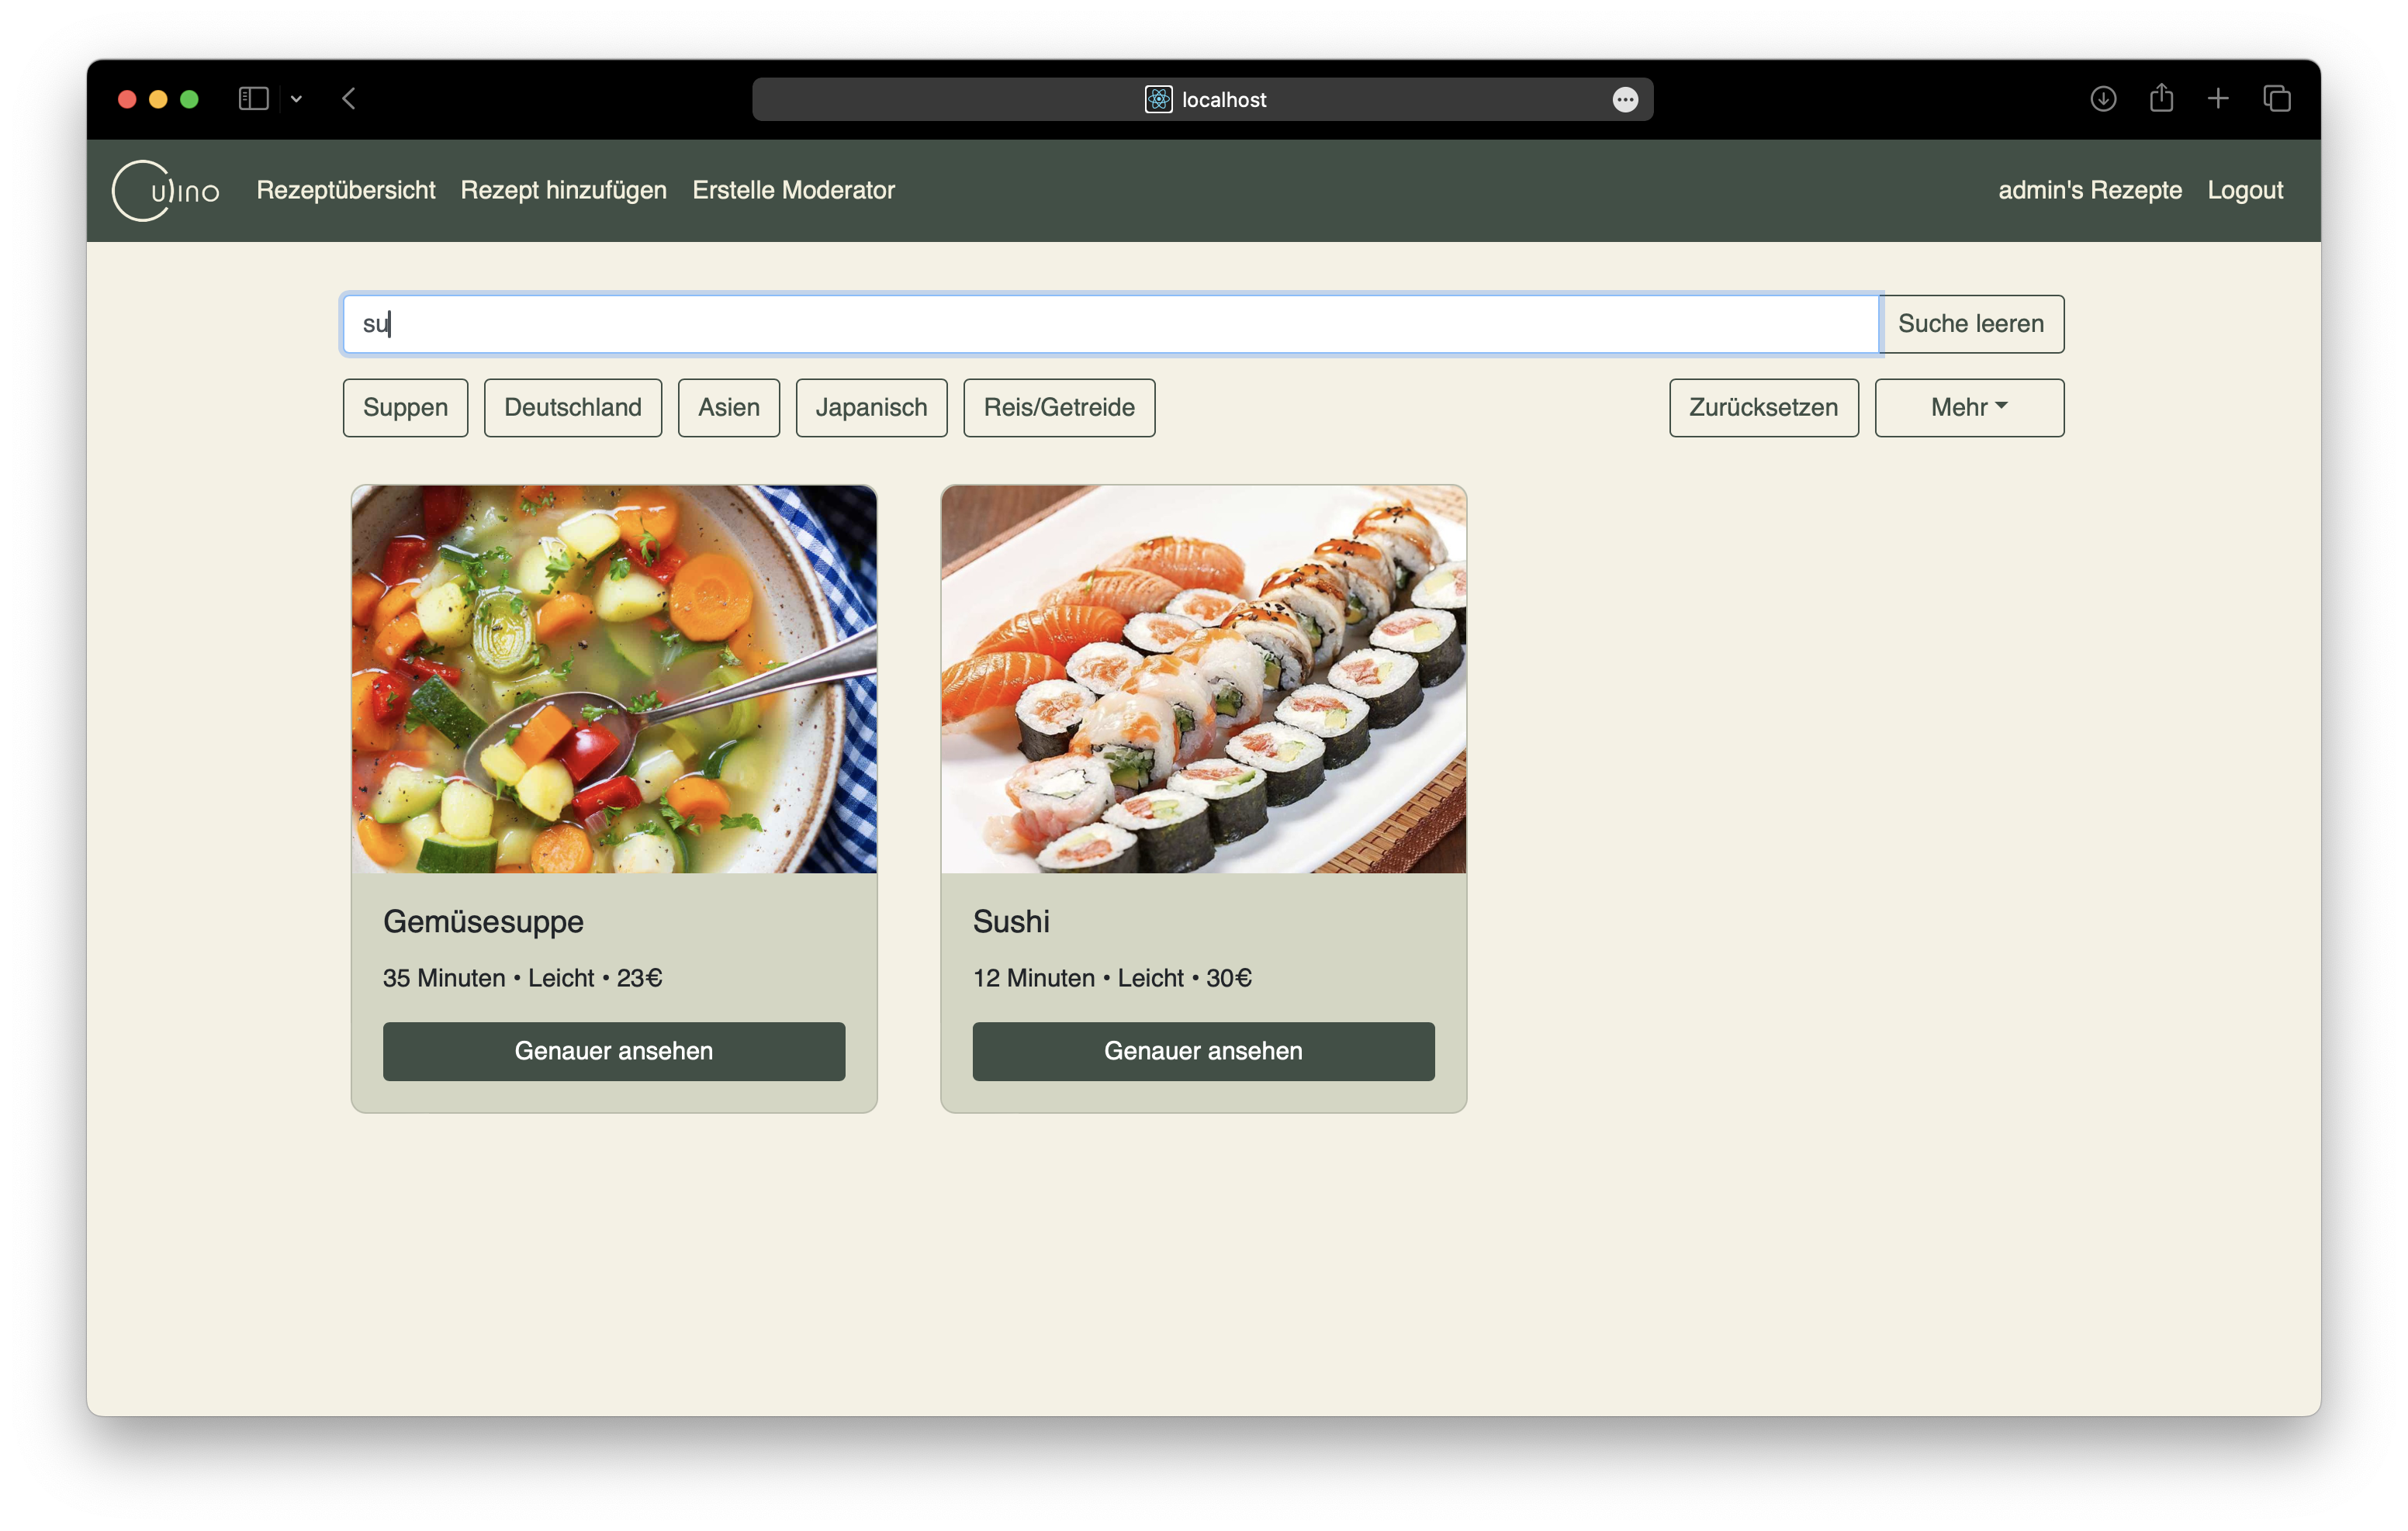 localhost
Culino Rezeptübersicht Rezept hinzufügen Erstelle Moderator admin's Rezepte Logout
su Suche leeren
Suppen Deutschland Asien Japanisch Reis/Getreide Zurücksetzen Mehr
Gemüsesuppe
35 Minuten • Leicht • 23€
Genauer ansehen
Sushi
12 Minuten • Leicht • 30€
Genauer ansehen